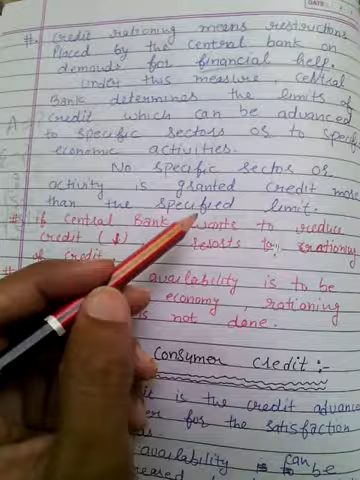 #. Credit rationing means restrictions
Placed by the Central bank on
demands for financial help.
Under this measure, Central
Bank determines the limits of
credit which can be advanced
to specific sectors or to specific
economic activities.
No specific sector or
activity is granted credit more
than the specified limit.
# if Central Bank wants to reduce
credit (↓) resorts to rationing
of credit
availability is to be
economy, rationing
is not done.
Consumer Credit :-
it is the credit advance
for the satisfaction
availability can be